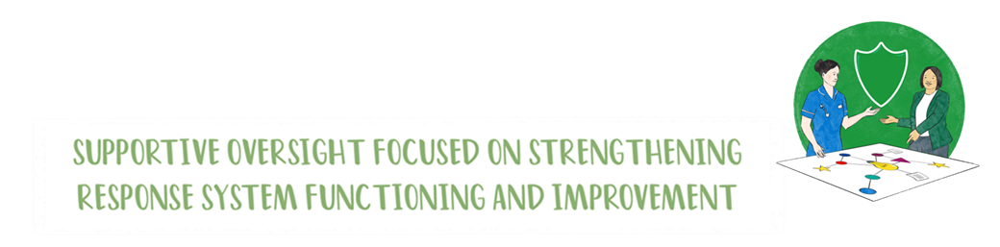 SUPPORTIVE OVERSIGHT FOCUSED ON STRENGTHENING
RESPONSE SYSTEM FUNCTIONING AND IMPROVEMENT